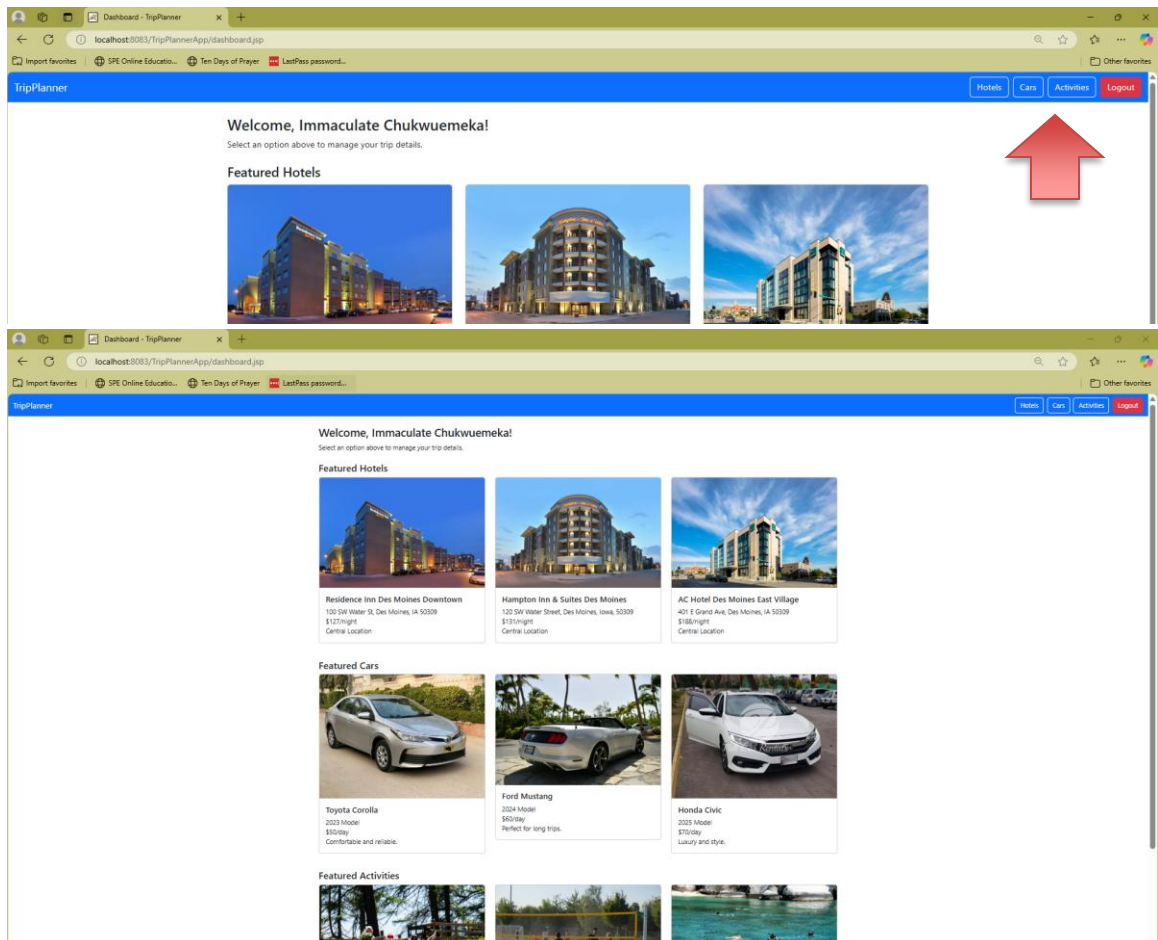 Dashboard - TripPlanner
localhost:8083/TripPlannerApp/dashboard.jsp
Import favorites SPE Online Educatio... Ten Days of Prayer LastPass password... Other favorites
TripPlanner Hotels Cars Activities Logout
Welcome, Immaculate Chukwuemeka!
Select an option above to manage your trip details.
Featured Hotels
Dashboard - TripPlanner
localhost:8083/TripPlannerApp/dashboard.jsp
Import favorites SPE Online Educatio... Ten Days of Prayer LastPass password... Other favorites
TripPlanner Hotels Cars Activities Logout
Welcome, Immaculate Chukwuemeka!
Select an option above to manage your trip details.
Featured Hotels
Residence Inn Des Moines Downtown
100 SW Water St, Des Moines, IA 50309
$127/night
Central Location
Hampton Inn & Suites Des Moines
120 SW Water Street, Des Moines, Iowa, 50309
$131/night
Central Location
AC Hotel Des Moines East Village
401 E Grand Ave, Des Moines, IA 50309
$188/night
Central Location
Featured Cars
Toyota Corolla
2023 Model
$50/day
Comfortable and reliable.
Ford Mustang
2024 Model
$60/day
Perfect for long trips.
Honda Civic
2025 Model
$70/day
Luxury and style.
Featured Activities